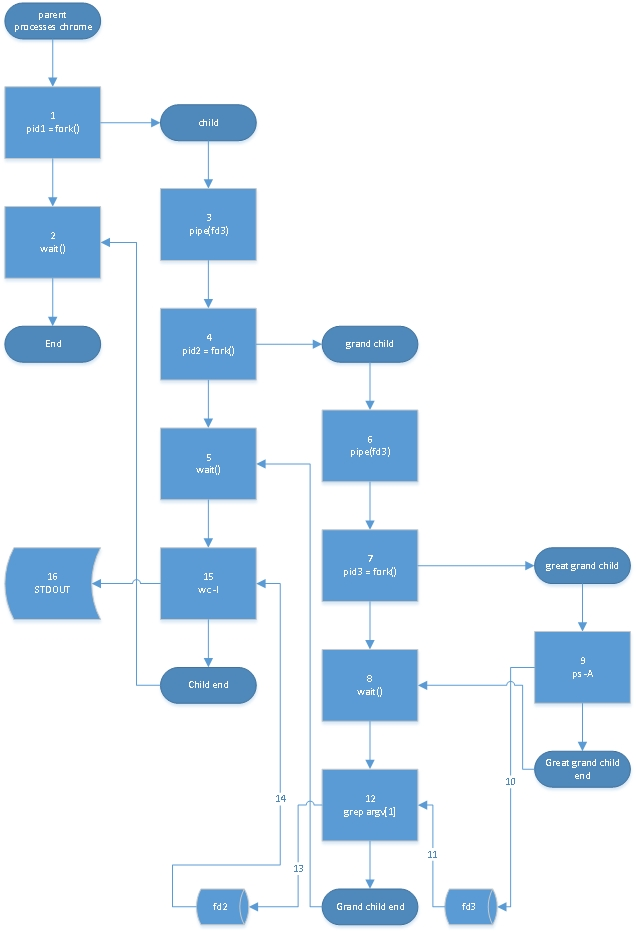 parent
processes chrome
1
pid1 = fork()
child
2
wait()
3
pipe(fd3)
End
4
pid2 = fork()
grand child
5
wait()
6
pipe(fd3)
7
pid3 = fork()
great grand child
16
STDOUT
15
wc -l
8
wait()
9
ps -A
Child end
Great grand child
end
10
12
grep argv[1]
14
11
13
fd2
Grand child end
fd3